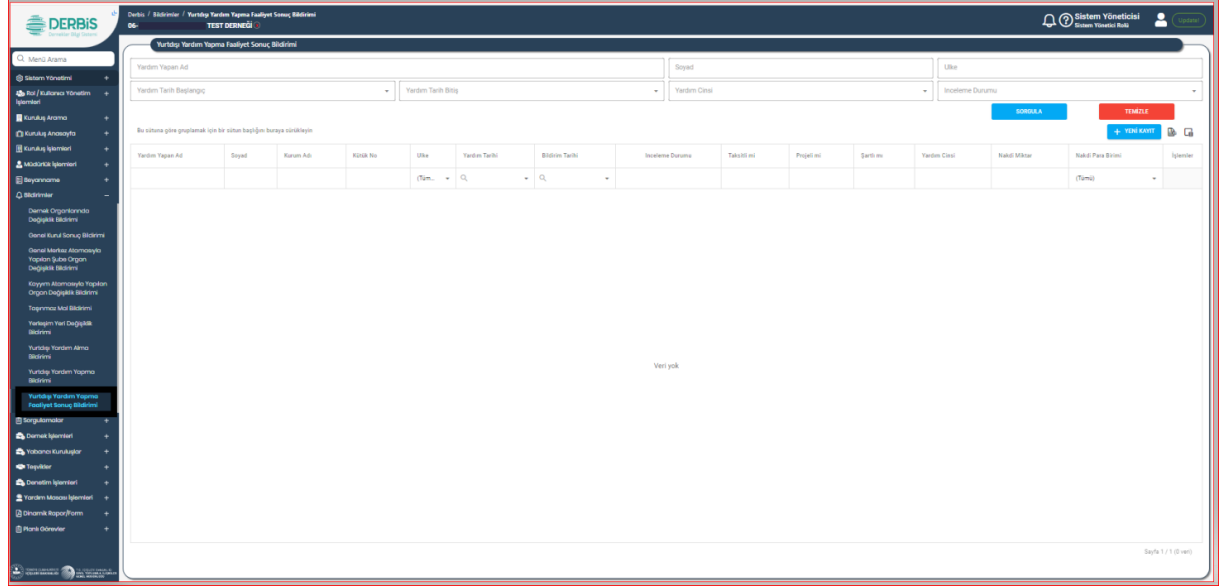 DERBİS
Dernekler Bilgi Sistemi
Derbis / Bildirimler / Yurtdışı Yardım Yapma Faaliyet Sonuç Bildirimi
06-
TEST DERNEĞİ
Sistem Yöneticisi
Sistem Yönetici Rolü
Updater
Menü Arama
Sistem Yönetimi +
Rol / Kullanıcı Yönetim +
İşlemleri
Kuruluş Arama +
Kuruluş Anasayfa +
Kuruluş İşlemleri +
Müdürlük İşlemleri +
Beyanname +
Bildirimler −
Dernek Organlarında
Değişiklik Bildirimi
Genel Kurul Sonuç Bildirimi
Genel Merkez Atamasıyla
Yapılan Şube Organ
Değişiklik Bildirimi
Kayyım Atamasıyla Yapılan
Organ Değişiklik Bildirimi
Taşınmaz Mal Bildirimi
Yerleşim Yeri Değişiklik
Bildirimi
Yurtdışı Yardım Alma
Bildirimi
Yurtdışı Yardım Yapma
Bildirimi
Yurtdışı Yardım Yapma
Faaliyet Sonuç Bildirimi
Sorgulamalar +
Dernek İşlemleri +
Yabancı Kuruluşlar +
Teşvikler +
Denetim İşlemleri +
Yardım Masası İşlemleri +
Dinamik Rapor/Form +
Planlı Görevler +
Yurtdışı Yardım Yapma Faaliyet Sonuç Bildirimi
Yardım Yapan Ad
Soyad
Ulke
Yardım Tarih Başlangıç
Yardım Tarih Bitiş
Yardım Cinsi
İnceleme Durumu
SORGULA
TEMİZLE
Bu sütuna göre gruplamak için bir sütun başlığını buraya sürükleyin
+ YENİ KAYIT
Yardım Yapan Ad Soyad Kurum Adı Kütük No Ulke Yardım Tarihi Bildirim Tarihi İnceleme Durumu Taksitli mi Projeli mi Şartlı mı Yardım Cinsi Nakdi Miktar Nakdi Para Birimi İşlemler
(Tüm...
(Tümü)
Veri yok
Sayfa 1 / 1 (0 veri)